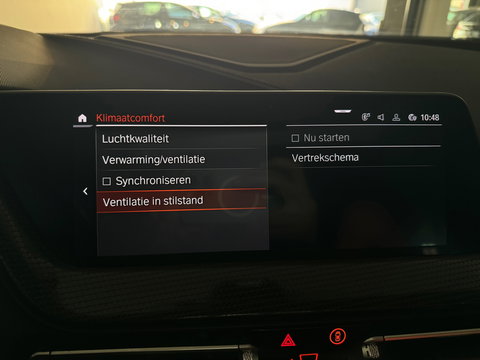 Klimaatcomfort
10:48
Luchtkwaliteit
Verwarming/ventilatie
Synchroniseren
Ventilatie in stilstand
Nu starten
Vertrekschema